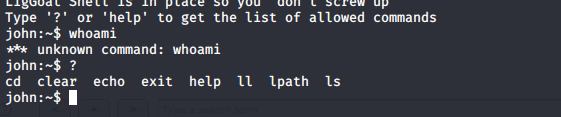 LigGoat Shell is in place so you don't screw up
Type '?' or 'help' to get the list of allowed commands
john:~$ whoami
*** unknown command: whoami
john:~$ ?
cd clear echo exit help ll lpath ls
john:~$